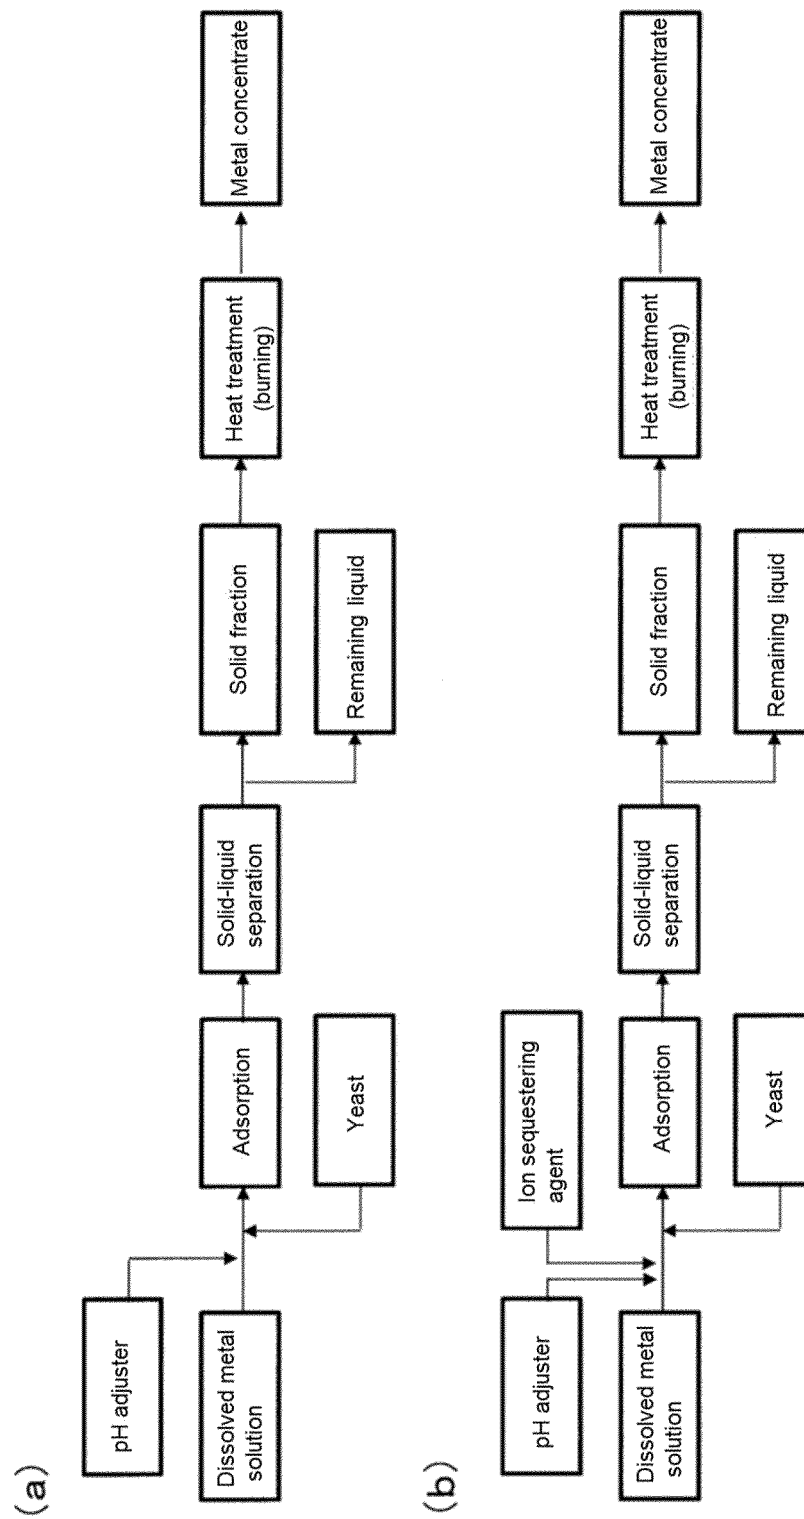 (a)
pH adjuster
Dissolved metal
solution
Adsorption
Yeast
Solid-liquid
separation
Solid fraction
Remaining liquid
Heat treatment
(burning)
Metal concentrate
(b)
pH adjuster
Ion sequestering
agent
Dissolved metal
solution
Adsorption
Yeast
Solid-liquid
separation
Solid fraction
Remaining liquid
Heat treatment
(burning)
Metal concentrate